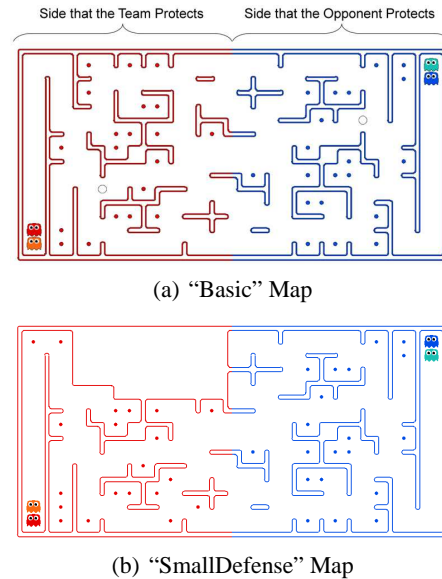 Side that the Team Protects Side that the Opponent Protects
(a) “Basic” Map
(b) “SmallDefense” Map